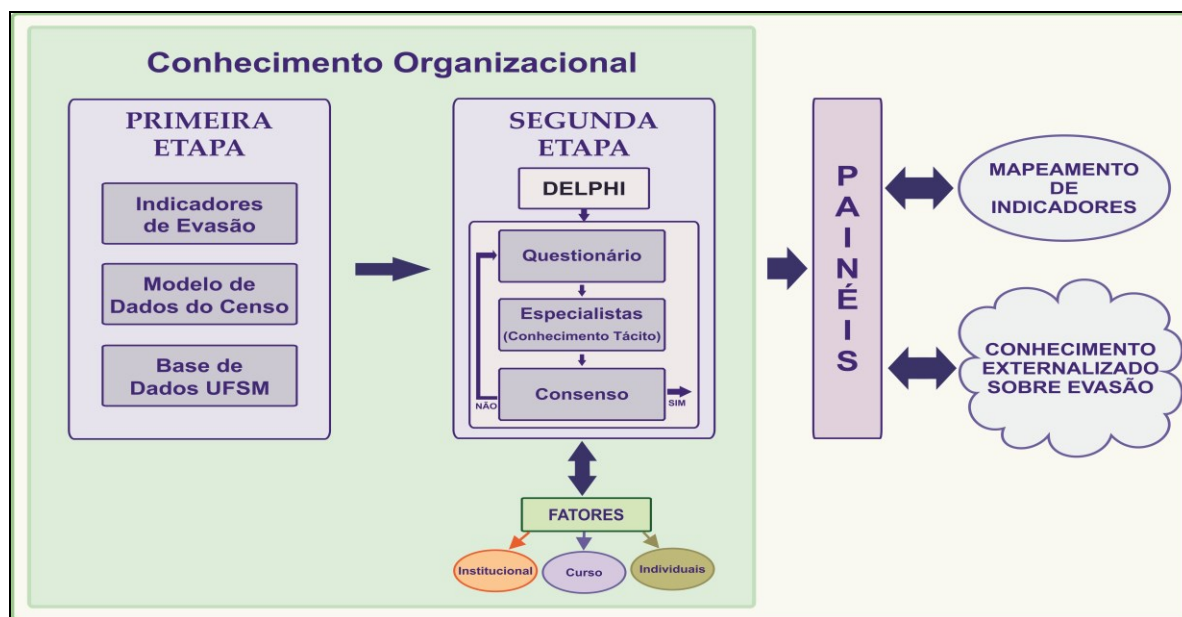 Conhecimento Organizacional
PRIMEIRA
ETAPA
Indicadores
de Evasão
Modelo de
Dados do Censo
Base de
Dados UFSM
SEGUNDA
ETAPA
DELPHI
Questionário
Especialistas
(Conhecimento Tácito)
Consenso
NÃO
SIM
FATORES
Institucional
Curso
Individuais
PAINÉIS
MAPEAMENTO
DE
INDICADORES
CONHECIMENTO
EXTERNALIZADO
SOBRE EVASÃO